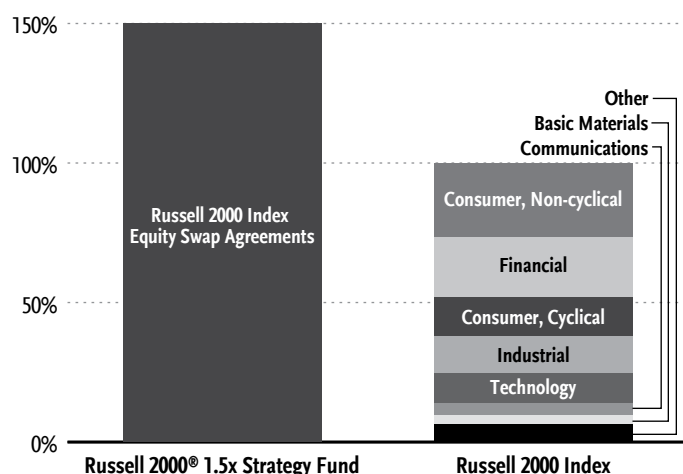 150%
Other
Basic Materials
Communications
100%
Consumer, Non-cyclical
Russell 2000 Index
Equity Swap Agreements
Financial
50%
Consumer, Cyclical
Industrial
Technology
0%
Russell 2000® 1.5x Strategy Fund
Russell 2000 Index